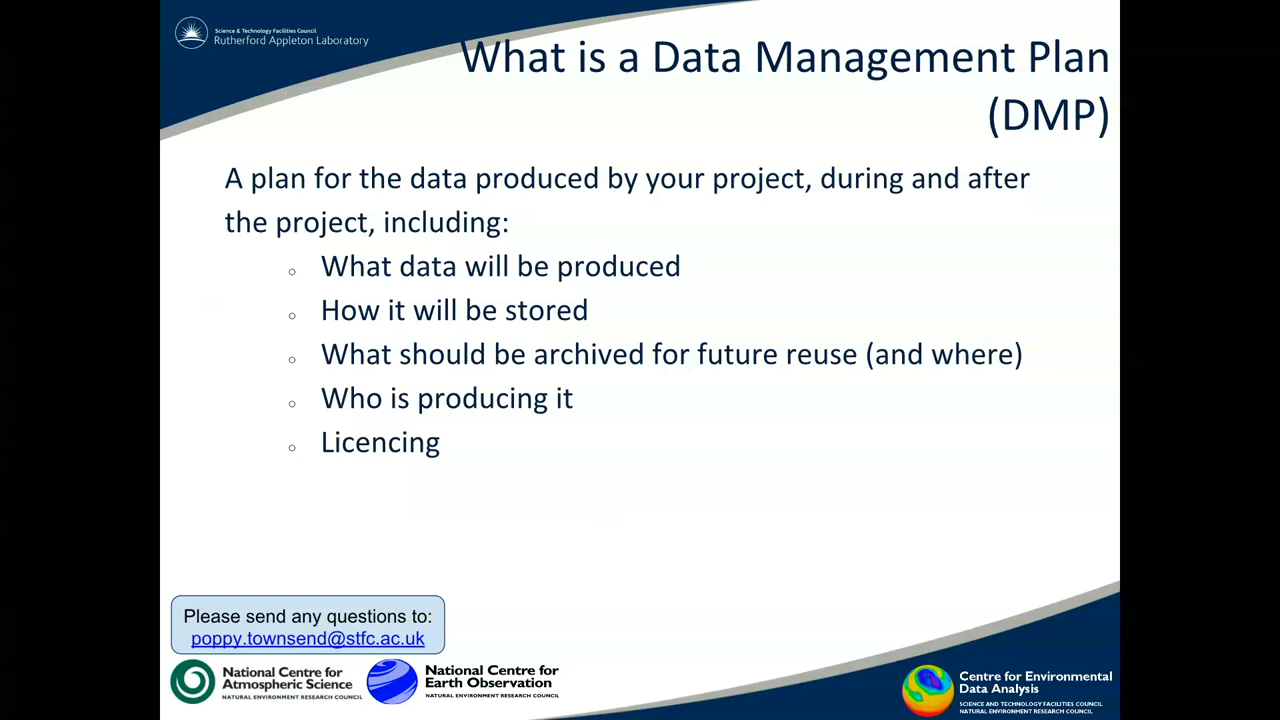 Science & Technology Facilities Council
Rutherford Appleton Laboratory
What is a Data Management Plan
(DMP)
A plan for the data produced by your project, during and after
the project, including:
○ What data will be produced
○ How it will be stored
○ What should be archived for future reuse (and where)
○ Who is producing it
○ Licencing
Please send any questions to:
poppy.townsend@stfc.ac.uk
National Centre for
Atmospheric Science
NATURAL ENVIRONMENT RESEARCH COUNCIL
National Centre for
Earth Observation
NATURAL ENVIRONMENT RESEARCH COUNCIL
Centre for Environmental
Data Analysis
SCIENCE AND TECHNOLOGY FACILITIES COUNCIL
NATURAL ENVIRONMENT RESEARCH COUNCIL